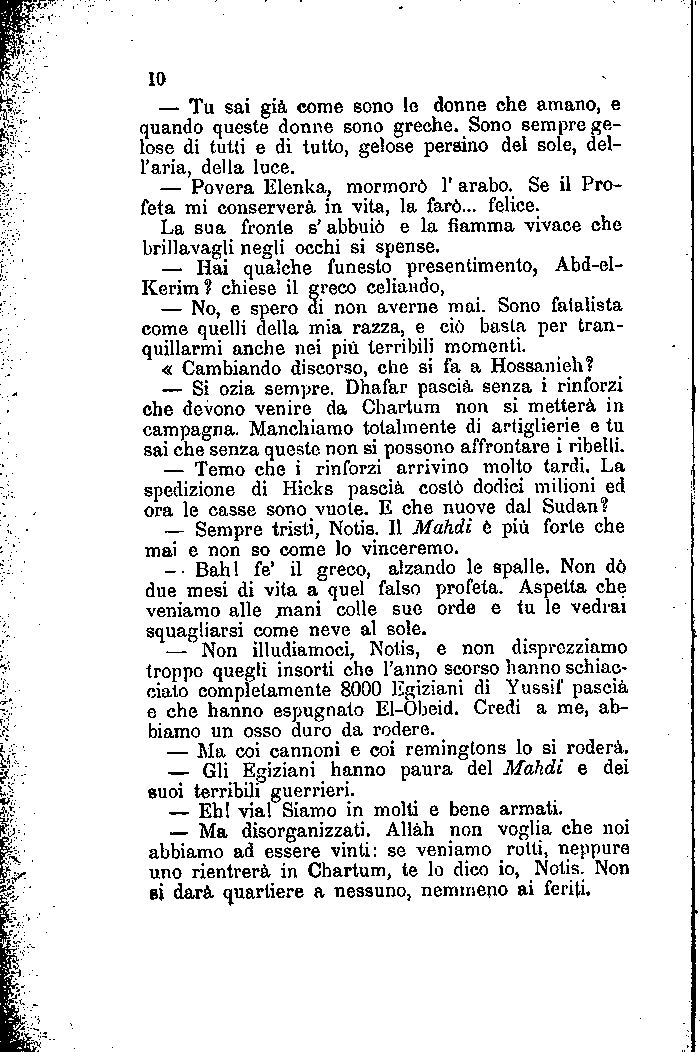 10
— Tu sai già come sono le donne che amano, e
quando queste donne sono greche. Sono sempre ge-
lose di tutti e di tutto, gelose persino del sole, del-
l'aria, della luce.
— Povera Elenka, mormorò l' arabo. Se il Pro-
feta mi conserverà in vita, la farò... felice.
La sua fronte s' abbuiò e la fiamma vivace che
brillavagli negli occhi si spense.
— Hai qualche funesto presentimento, Abd-el-
Kerim? chiese il greco celiando,
— No, e spero di non averne mai. Sono fatalista
come quelli della mia razza, e ciò basta per tran-
quillarmi anche nei più terribili momenti.
« Cambiando discorso, che si fa a Hossanieh?
— Si ozia sempre. Dhafar pascià senza i rinforzi
che devono venire da Chartum non si metterà in
campagna. Manchiamo totalmente di artiglierie e tu
sai che senza queste non si possono affrontare i ribelli.
— Temo che i rinforzi arrivino molto tardi. La
spedizione di Hicks pascià costò dodici milioni ed
ora le casse sono vuote. E che nuove dal Sudan?
— Sempre tristi, Notis. Il Mahdi è più forte che
mai e non so come lo vinceremo.
— Bah! fe' il greco, alzando le spalle. Non dò
due mesi di vita a quel falso profeta. Aspetta che
veniamo alle mani colle sue orde e tu le vedrai
squagliarsi come neve al sole.
— Non illudiamoci, Notis, e non disprezziamo
troppo quegli insorti che l'anno scorso hanno schiac-
ciato completamente 8000 Egiziani di Yussif pascià
e che hanno espugnato El-Obeid. Credi a me, ab-
biamo un osso duro da rodere.
— Ma coi cannoni e coi remingtons lo si roderà.
— Gli Egiziani hanno paura del Mahdi e dei
suoi terribili guerrieri.
— Eh! via! Siamo in molti e bene armati.
— Ma disorganizzati. Allàh non voglia che noi
abbiamo ad essere vinti: se veniamo rotti, neppure
uno rientrerà in Chartum, te lo dico io, Notis. Non
si darà quartiere a nessuno, nemmeno ai feriti.